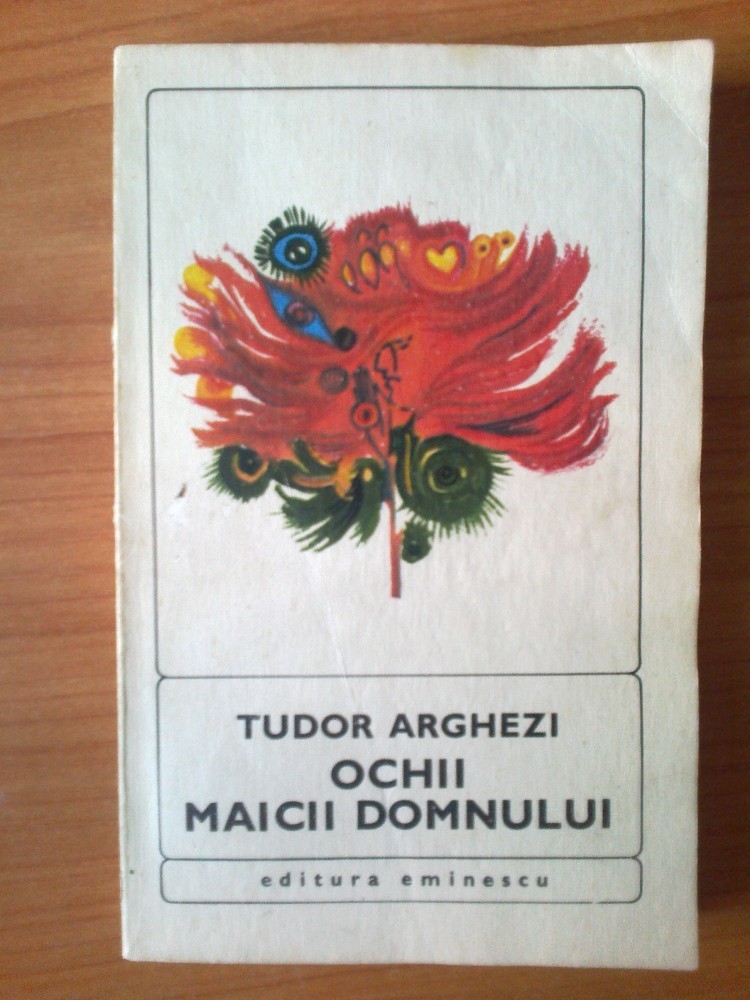 TUDOR ARGHEZI
OCHII
MAICII DOMNULUI
editura eminescu